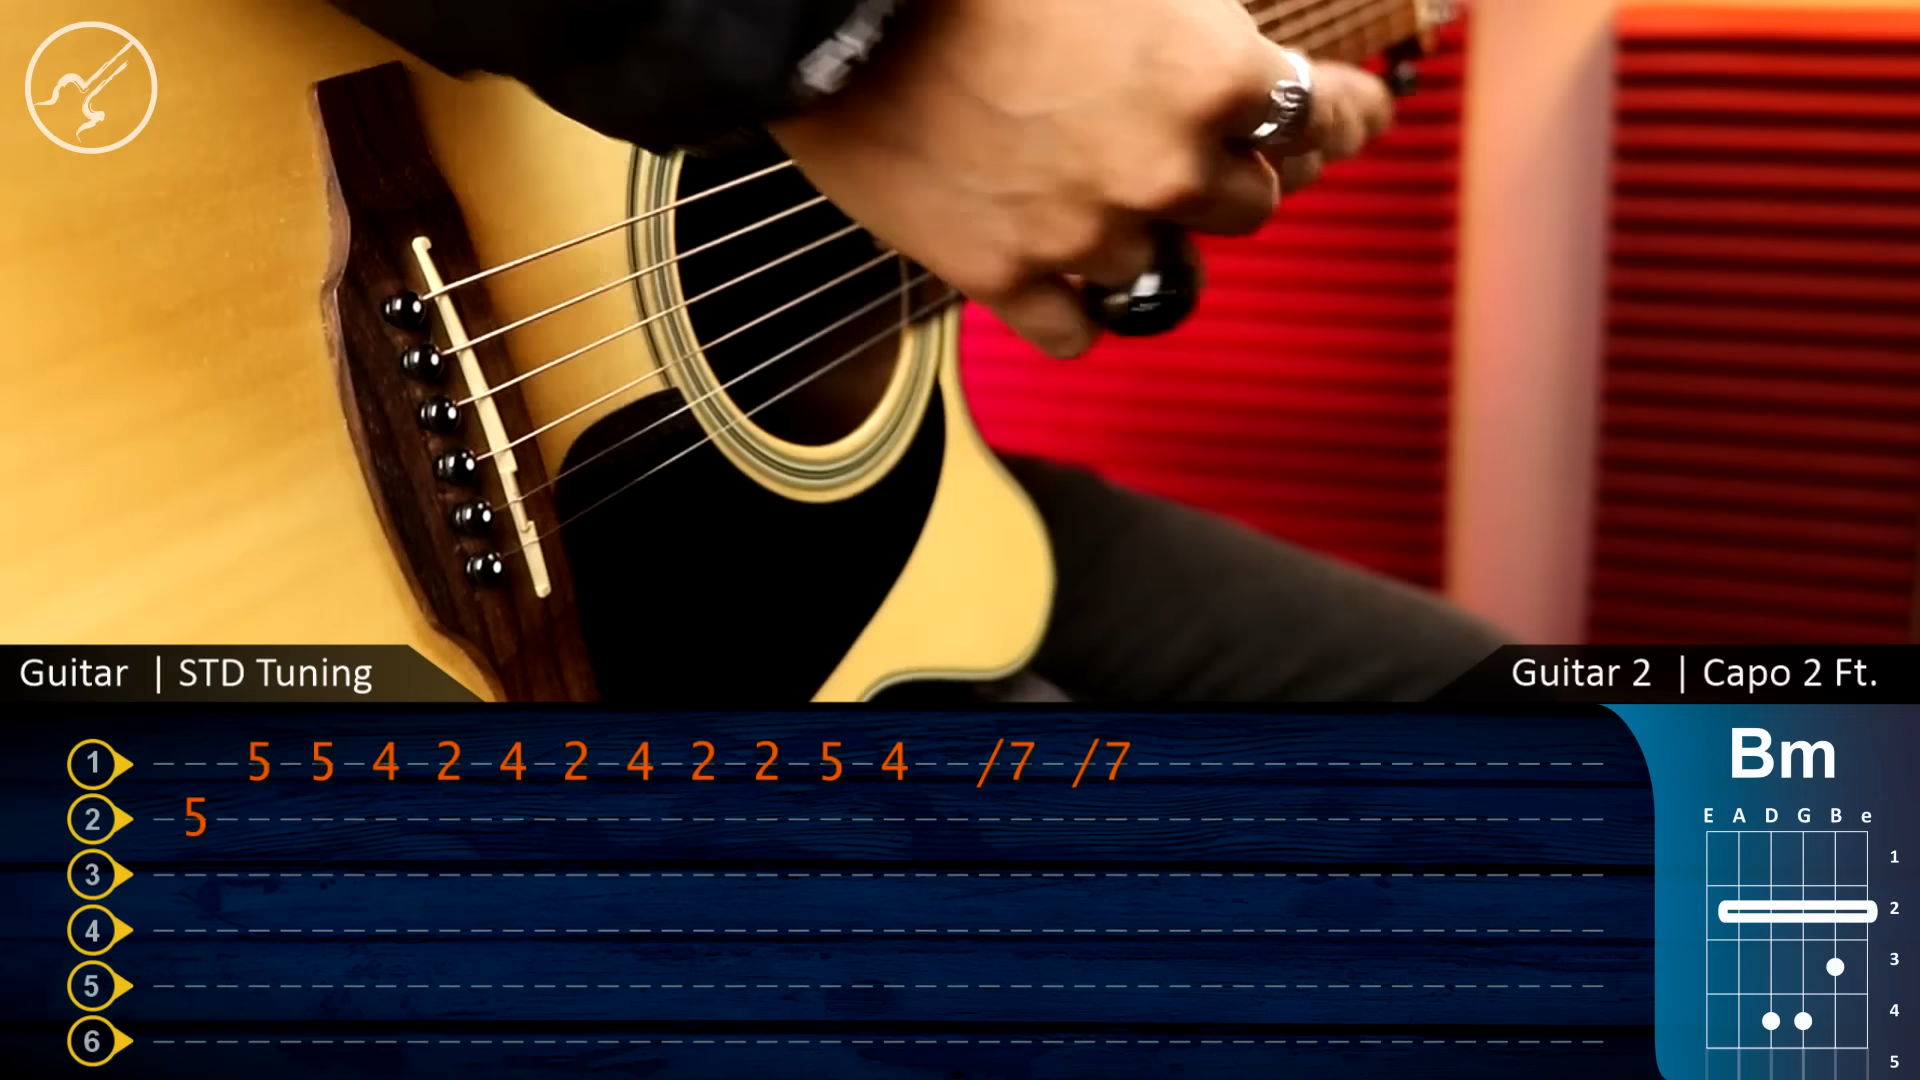 Guitar | STD Tuning
Guitar 2 | Capo 2 Ft.
1 ---5-5-4-2-4-2-4-2-2-5-4--/7-/7---
2 -5---
3
4
5
6
Bm
E A D G B e
1
2
3
4
5